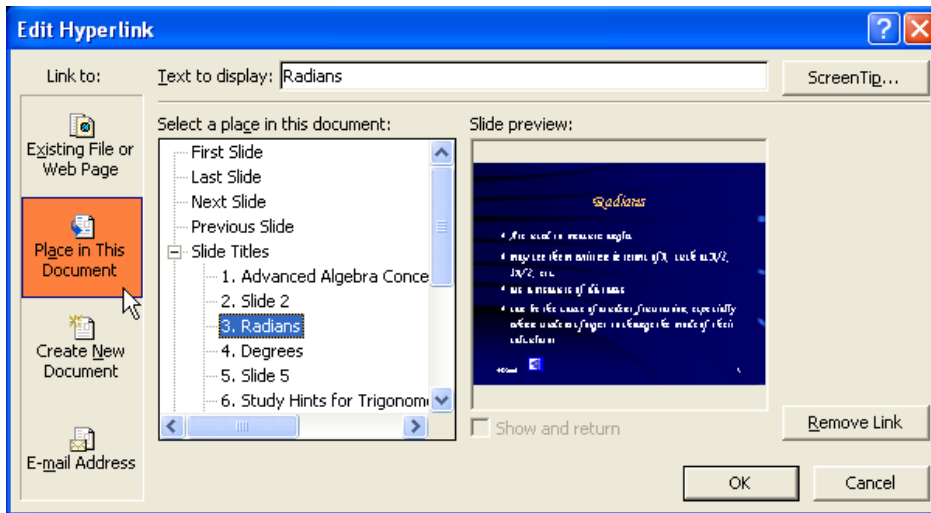 Edit Hyperlink
Link to:
Text to display: Radians
ScreenTip...
Existing File or
Web Page
Place in This
Document
Create New
Document
E-mail Address
Select a place in this document:
First Slide
Last Slide
Next Slide
Previous Slide
Slide Titles
1. Advanced Algebra Conce
2. Slide 2
3. Radians
4. Degrees
5. Slide 5
6. Study Hints for Trigonom
Slide preview:
Radians
Show and return
Remove Link
OK
Cancel